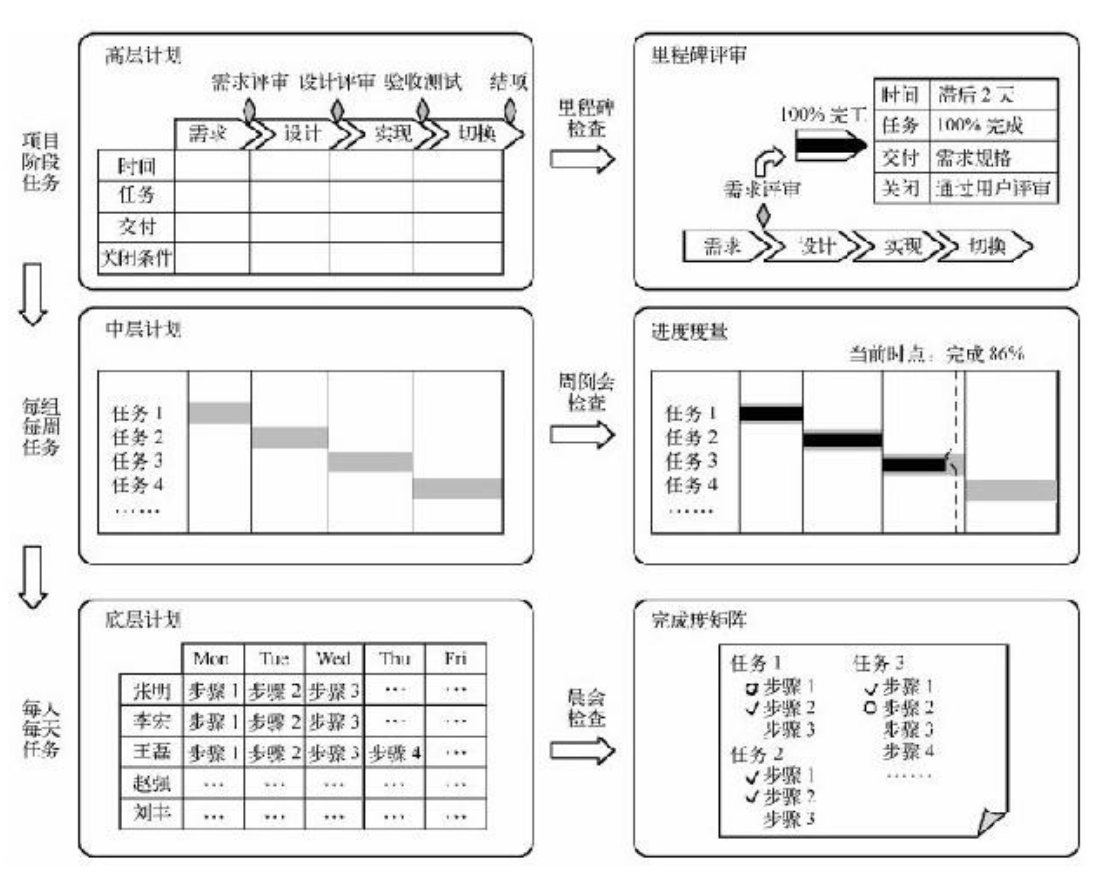 高层计划
需求评审 设计评审 验收测试 结项
需求 设计 实现 切换
时间
任务
交付
关闭条件
项目
阶段
任务
里程碑
检查
里程碑评审
100% 完工
时间 滞后 2 天
任务 100% 完成
交付 需求规格
关闭 通过用户评审
需求评审
需求 设计 实现 切换
中层计划
任务 1
任务 2
任务 3
任务 4
……
每组
每周
任务
周例会
检查
进度度量
当前时点：完成 86%
任务 1
任务 2
任务 3
任务 4
……
底层计划
Mon Tue Wed Thu Fri
张明 步骤 1 步骤 2 步骤 3 … …
李宏 步骤 1 步骤 2 步骤 3 … …
王磊 步骤 1 步骤 2 步骤 3 步骤 4 …
赵强 … … … … …
刘丰 … … … … …
每人
每天
任务
晨会
检查
完成度矩阵
任务 1
步骤 1
✓步骤 2
步骤 3
任务 2
✓步骤 1
✓步骤 2
步骤 3
任务 3
✓步骤 1
步骤 2
步骤 3
步骤 4
……